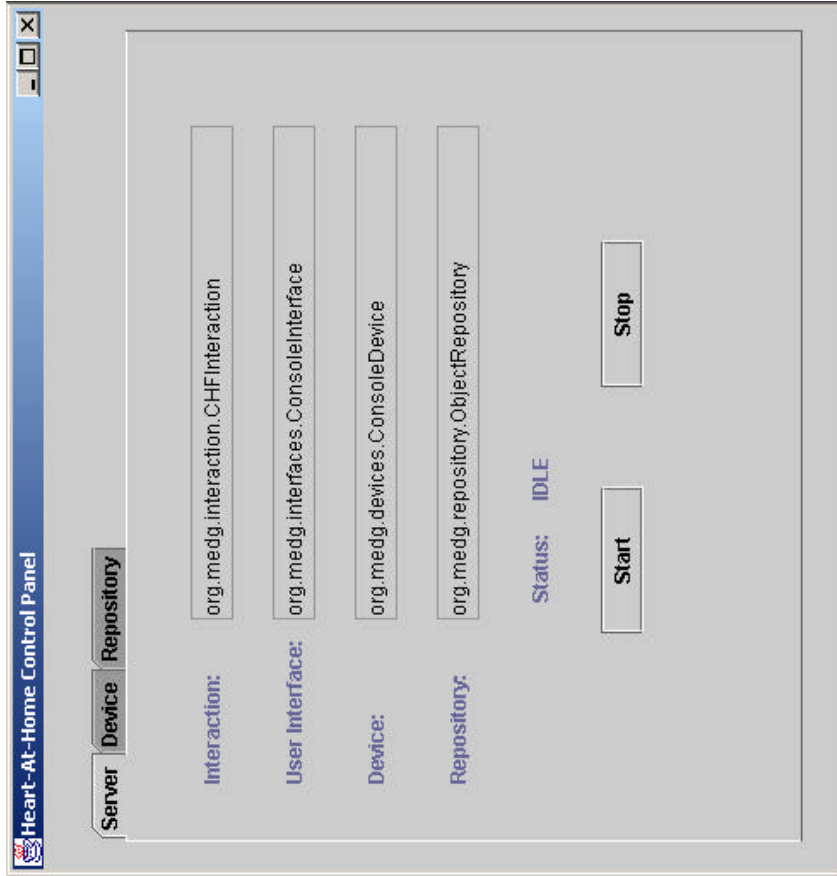 Heart-At-Home Control Panel
Server Device Repository
Interaction: org.medg.interaction.CHFInteraction
User Interface: org.medg.interfaces.ConsoleInterface
Device: org.medg.devices.ConsoleDevice
Repository: org.medg.repository.ObjectRepository
Status: IDLE
Start Stop